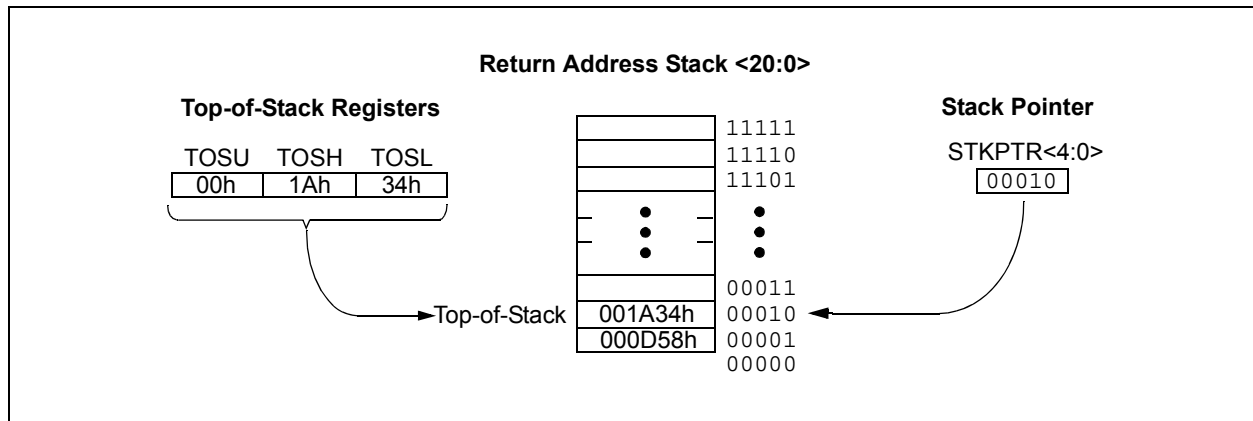 Return Address Stack <20:0>
Top-of-Stack Registers
Stack Pointer
TOSU TOSH TOSL
STKPTR<4:0>
00h 1Ah 34h
00010
11111
11110
11101
00011
Top-of-Stack 001A34h 00010
000D58h 00001
00000